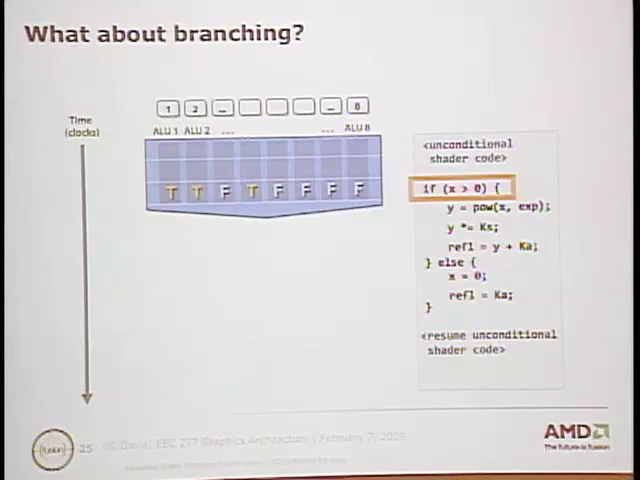 What about branching?
Time
(clocks)
1 2 ... ... 8
ALU 1 ALU 2 ... ... ALU 8
T T F T F F F F
<unconditional
shader code>
if (x > 0) {
y = pow(x, exp);
y *= Ks;
refl = y + Ka;
} else {
x = 0;
refl = Ka;
}
<resume unconditional
shader code>
fusion
25
UC Davis, EEC 277 Graphics Architecture | February 7, 2009
AMD
The future is fusion